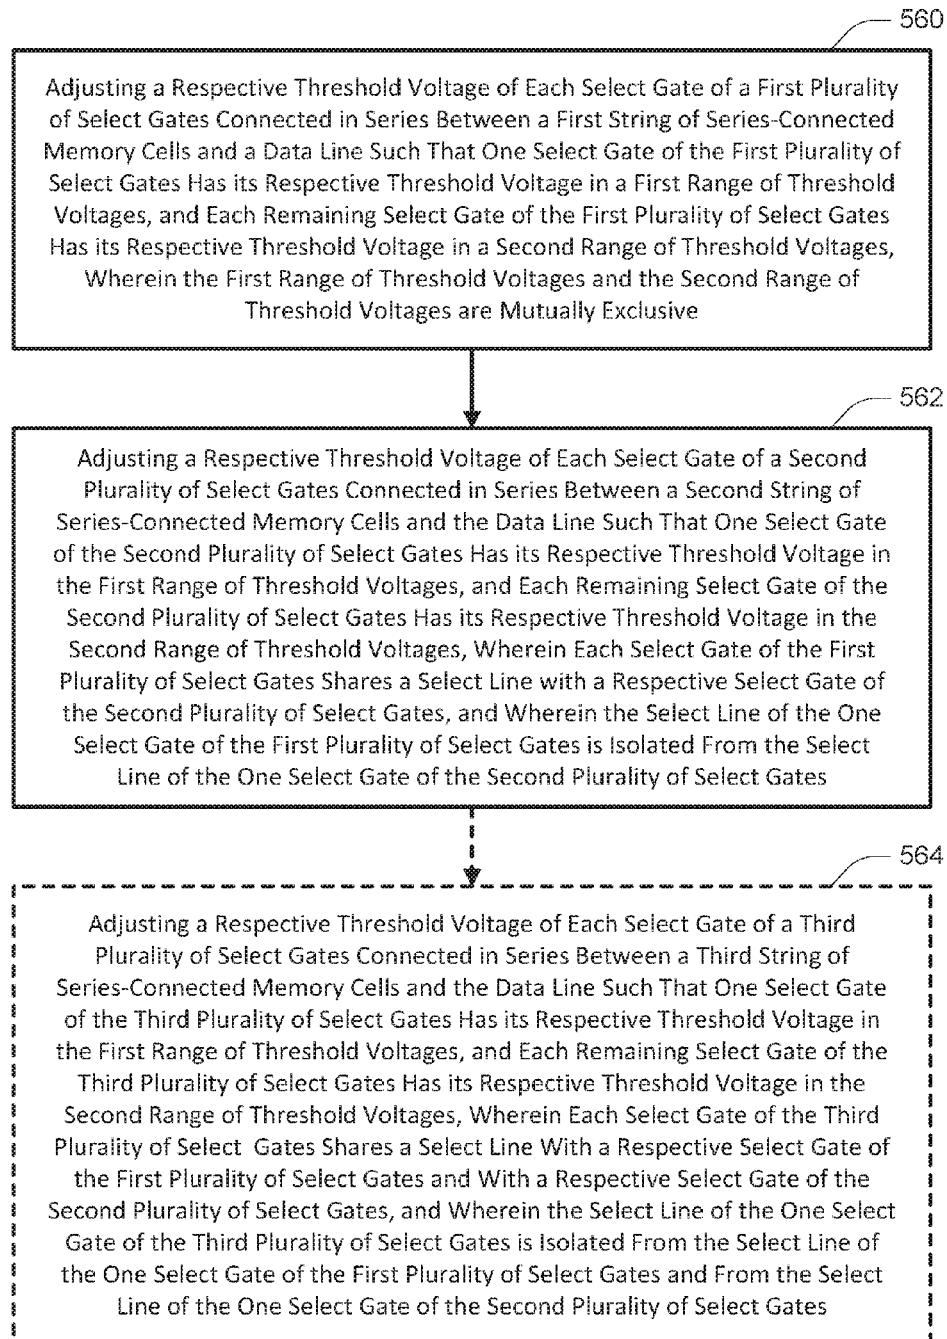 560
Adjusting a Respective Threshold Voltage of Each Select Gate of a First Plurality
of Select Gates Connected in Series Between a First String of Series-Connected
Memory Cells and a Data Line Such That One Select Gate of the First Plurality of
Select Gates Has its Respective Threshold Voltage in a First Range of Threshold
Voltages, and Each Remaining Select Gate of the First Plurality of Select Gates
Has its Respective Threshold Voltage in a Second Range of Threshold Voltages,
Wherein the First Range of Threshold Voltages and the Second Range of
Threshold Voltages are Mutually Exclusive
562
Adjusting a Respective Threshold Voltage of Each Select Gate of a Second
Plurality of Select Gates Connected in Series Between a Second String of
Series-Connected Memory Cells and the Data Line Such That One Select Gate
of the Second Plurality of Select Gates Has its Respective Threshold Voltage in
the First Range of Threshold Voltages, and Each Remaining Select Gate of the
Second Plurality of Select Gates Has its Respective Threshold Voltage in the
Second Range of Threshold Voltages, Wherein Each Select Gate of the First
Plurality of Select Gates Shares a Select Line with a Respective Select Gate of
the Second Plurality of Select Gates, and Wherein the Select Line of the One
Select Gate of the First Plurality of Select Gates is Isolated From the Select
Line of the One Select Gate of the Second Plurality of Select Gates
564
Adjusting a Respective Threshold Voltage of Each Select Gate of a Third
Plurality of Select Gates Connected in Series Between a Third String of
Series-Connected Memory Cells and the Data Line Such That One Select Gate
of the Third Plurality of Select Gates Has its Respective Threshold Voltage in
the First Range of Threshold Voltages, and Each Remaining Select Gate of the
Third Plurality of Select Gates Has its Respective Threshold Voltage in the
Second Range of Threshold Voltages, Wherein Each Select Gate of the Third
Plurality of Select Gates Shares a Select Line With a Respective Select Gate of
the First Plurality of Select Gates and With a Respective Select Gate of the
Second Plurality of Select Gates, and Wherein the Select Line of the One Select
Gate of the Third Plurality of Select Gates is Isolated From the Select Line of
the One Select Gate of the First Plurality of Select Gates and From the Select
Line of the One Select Gate of the Second Plurality of Select Gates